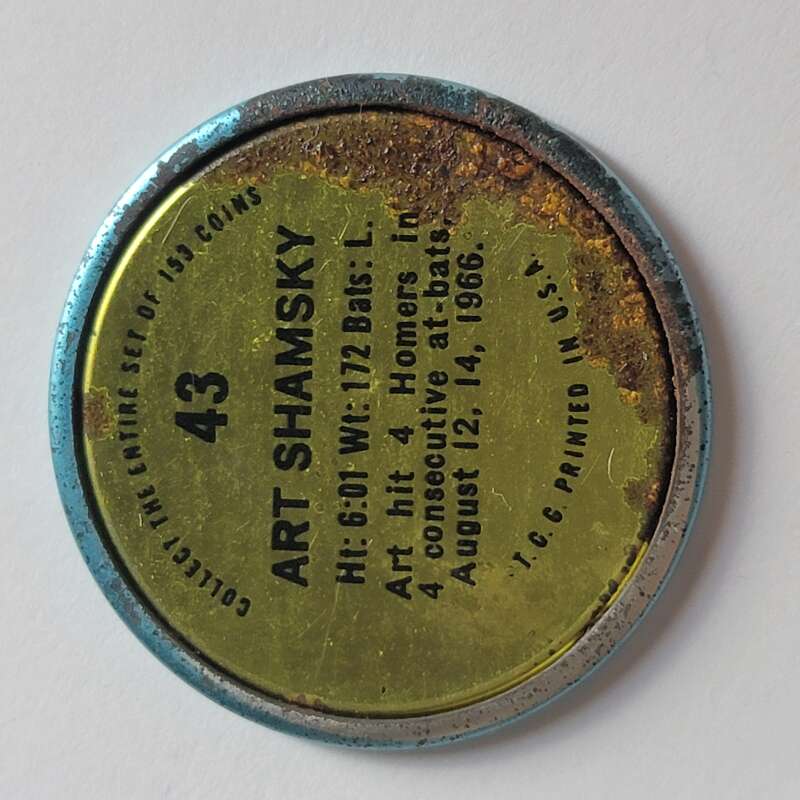 COLLECT THE ENTIRE SET OF 153 COINS
43
ART SHAMSKY
Ht: 6:01 Wt: 172 Bats: L.
Art hit 4 Homers in
4 consecutive at-bats,
August 12, 14, 1966.
T.C.G. PRINTED IN U.S.A.